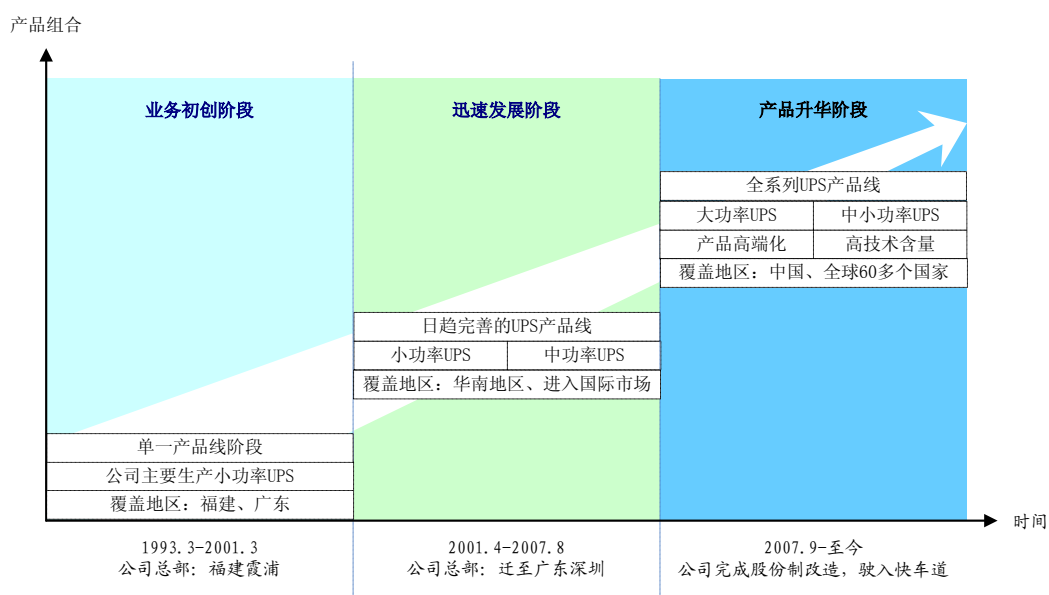 产品组合
业务初创阶段
迅速发展阶段
产品升华阶段
全系列UPS产品线
大功率UPS
中小功率UPS
产品高端化
高技术含量
覆盖地区：中国、全球60多个国家
日趋完善的UPS产品线
小功率UPS
中功率UPS
覆盖地区：华南地区、进入国际市场
单一产品线阶段
公司主要生产小功率UPS
覆盖地区：福建、广东
时间
1993.3-2001.3
公司总部：福建霞浦
2001.4-2007.8
公司总部：迁至广东深圳
2007.9-至今
公司完成股份制改造，驶入快车道